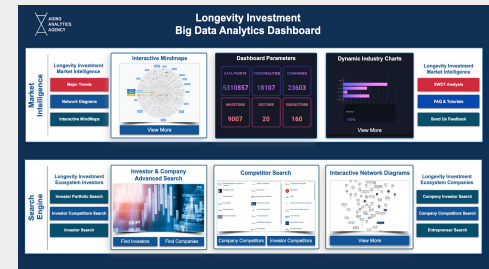 AGING
ANALYTICS
AGENCY
Longevity Investment
Big Data Analytics Dashboard
Market
Intelligence
Longevity Investment
Market Intelligence
Major Trends
Network Diagrams
Interactive MindMaps
Interactive Mindmaps
View More
Dashboard Parameters
DATA POINTS
PERSONALITIES
COMPANIES
5310857
18107
23603
INVESTORS
SECTORS
SUBSECTORS
9007
20
160
Dynamic Industry Charts
View More
Longevity Investment
Market Intelligence
SWOT Analysis
FAQ & Tutorials
Send Us Feedback
Search
Engine
Longevity Investment
Ecosystem Investors
Investor Portfolio Search
Investor Competitors Search
Investor Search
Investor & Company
Advanced Search
Find Investors
Find Companies
Competitor Search
Company Competitors
Investor Competitors
Interactive Network Diagrams
View More
Longevity Investment
Ecosystem Companies
Company Investor Search
Company Competitors Search
Entrepreneur Search